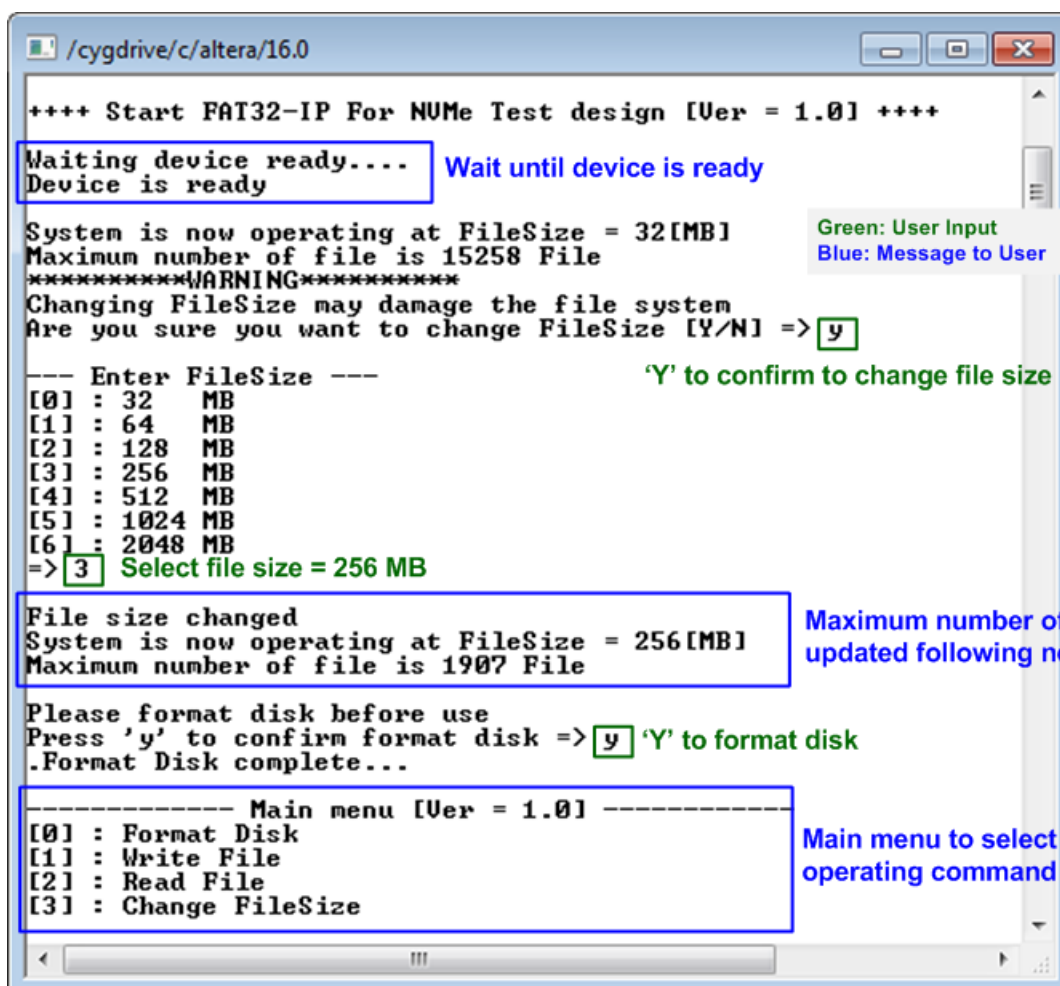 /cygdrive/c/altera/16.0
++++ Start FAT32-IP For NVMe Test design [Ver = 1.0] ++++
Waiting device ready....
Wait until device is ready
Device is ready
System is now operating at FileSize = 32[MB]
Green: User Input
Maximum number of file is 15258 File
Blue: Message to User
**********WARNING**********
Changing FileSize may damage the file system
Are you sure you want to change FileSize [Y/N] => y
--- Enter FileSize ---
‘Y’ to confirm to change file size
[0] : 32 MB
[1] : 64 MB
[2] : 128 MB
[3] : 256 MB
[4] : 512 MB
[5] : 1024 MB
[6] : 2048 MB
=> 3 Select file size = 256 MB
File size changed
System is now operating at FileSize = 256[MB]
Maximum number of file is 1907 File
Maximum number of
updated following
Please format disk before use
Press 'y' to confirm format disk => y ‘Y’ to format disk
.Format Disk complete...
------------- Main menu [Ver = 1.0] ------------
[0] : Format Disk
[1] : Write File
[2] : Read File
[3] : Change FileSize
Main menu to select
operating command